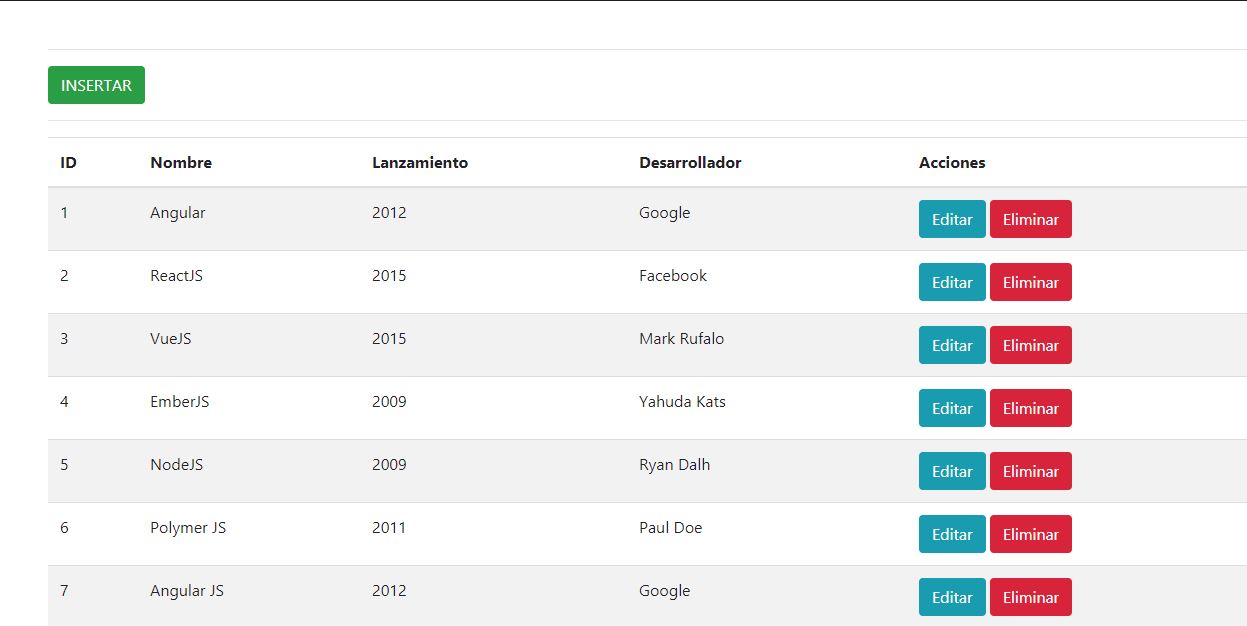 INSERTAR
ID Nombre Lanzamiento Desarrollador Acciones
1 Angular 2012 Google Editar Eliminar
2 ReactJS 2015 Facebook Editar Eliminar
3 VueJS 2015 Mark Rufalo Editar Eliminar
4 EmberJS 2009 Yahuda Kats Editar Eliminar
5 NodeJS 2009 Ryan Dalh Editar Eliminar
6 Polymer JS 2011 Paul Doe Editar Eliminar
7 Angular JS 2012 Google Editar Eliminar